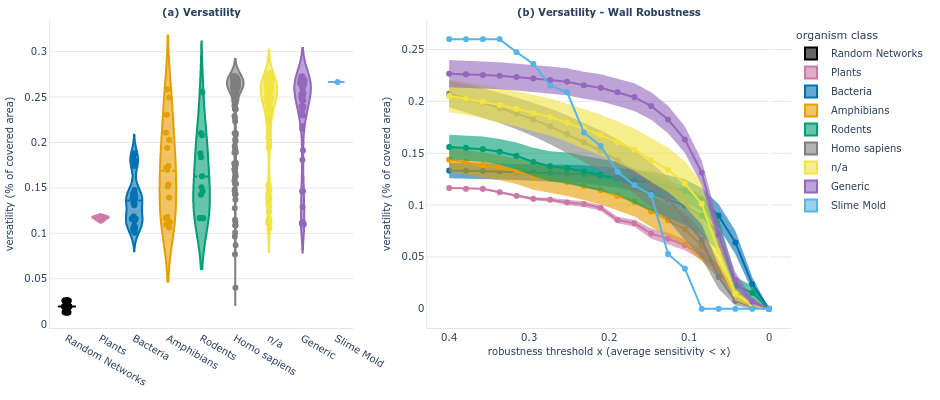 (a) Versatility
versatility (% of covered area)
0.3
0.25
0.2
0.15
0.1
0.05
0
Random Networks
Plants
Bacteria
Amphibians
Rodents
Homo sapiens
n/a
Generic
Slime Mold
(b) Versatility - Wall Robustness
versatility (% of covered area)
0.25
0.2
0.15
0.1
0.05
0
0.4
0.3
0.2
0.1
0
robustness threshold x (average sensitivity < x)
organism class
Random Networks
Plants
Bacteria
Amphibians
Rodents
Homo sapiens
n/a
Generic
Slime Mold